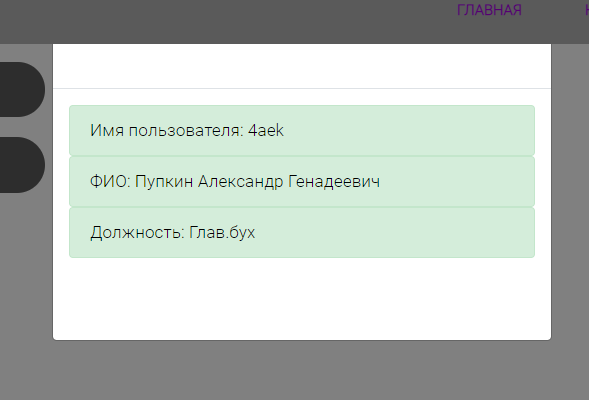 ГЛАВНАЯ
Имя пользователя: 4aek
ФИО: Пупкин Александр Генадеевич
Должность: Глав.бух